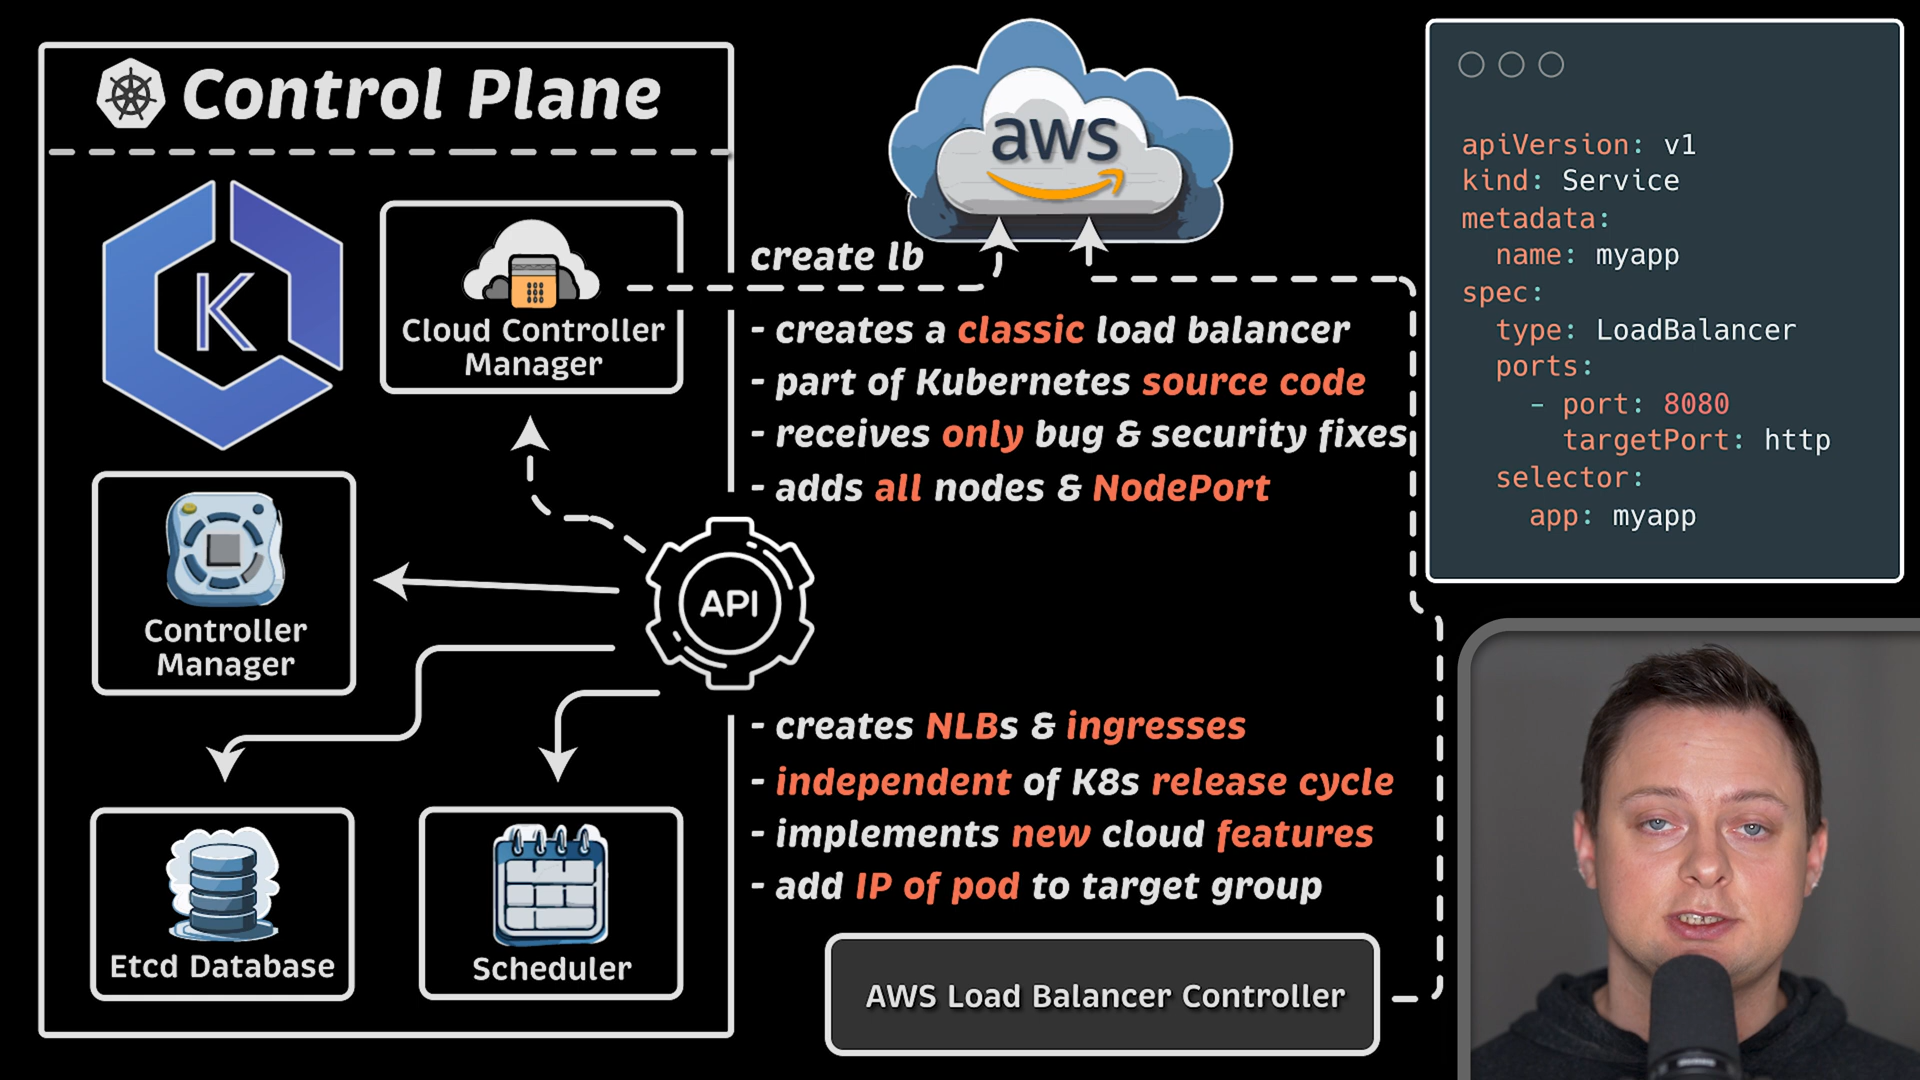 Control Plane
K
Cloud Controller
Manager
Controller
Manager
Etcd Database
Scheduler
API
aws
create lb
- creates a classic load balancer
- part of Kubernetes source code
- receives only bug & security fixes
- adds all nodes & NodePort
- creates NLBs & ingresses
- independent of K8s release cycle
- implements new cloud features
- add IP of pod to target group
AWS Load Balancer Controller
apiVersion: v1
kind: Service
metadata:
  name: myapp
spec:
  type: LoadBalancer
  ports:
    - port: 8080
      targetPort: http
  selector:
    app: myapp